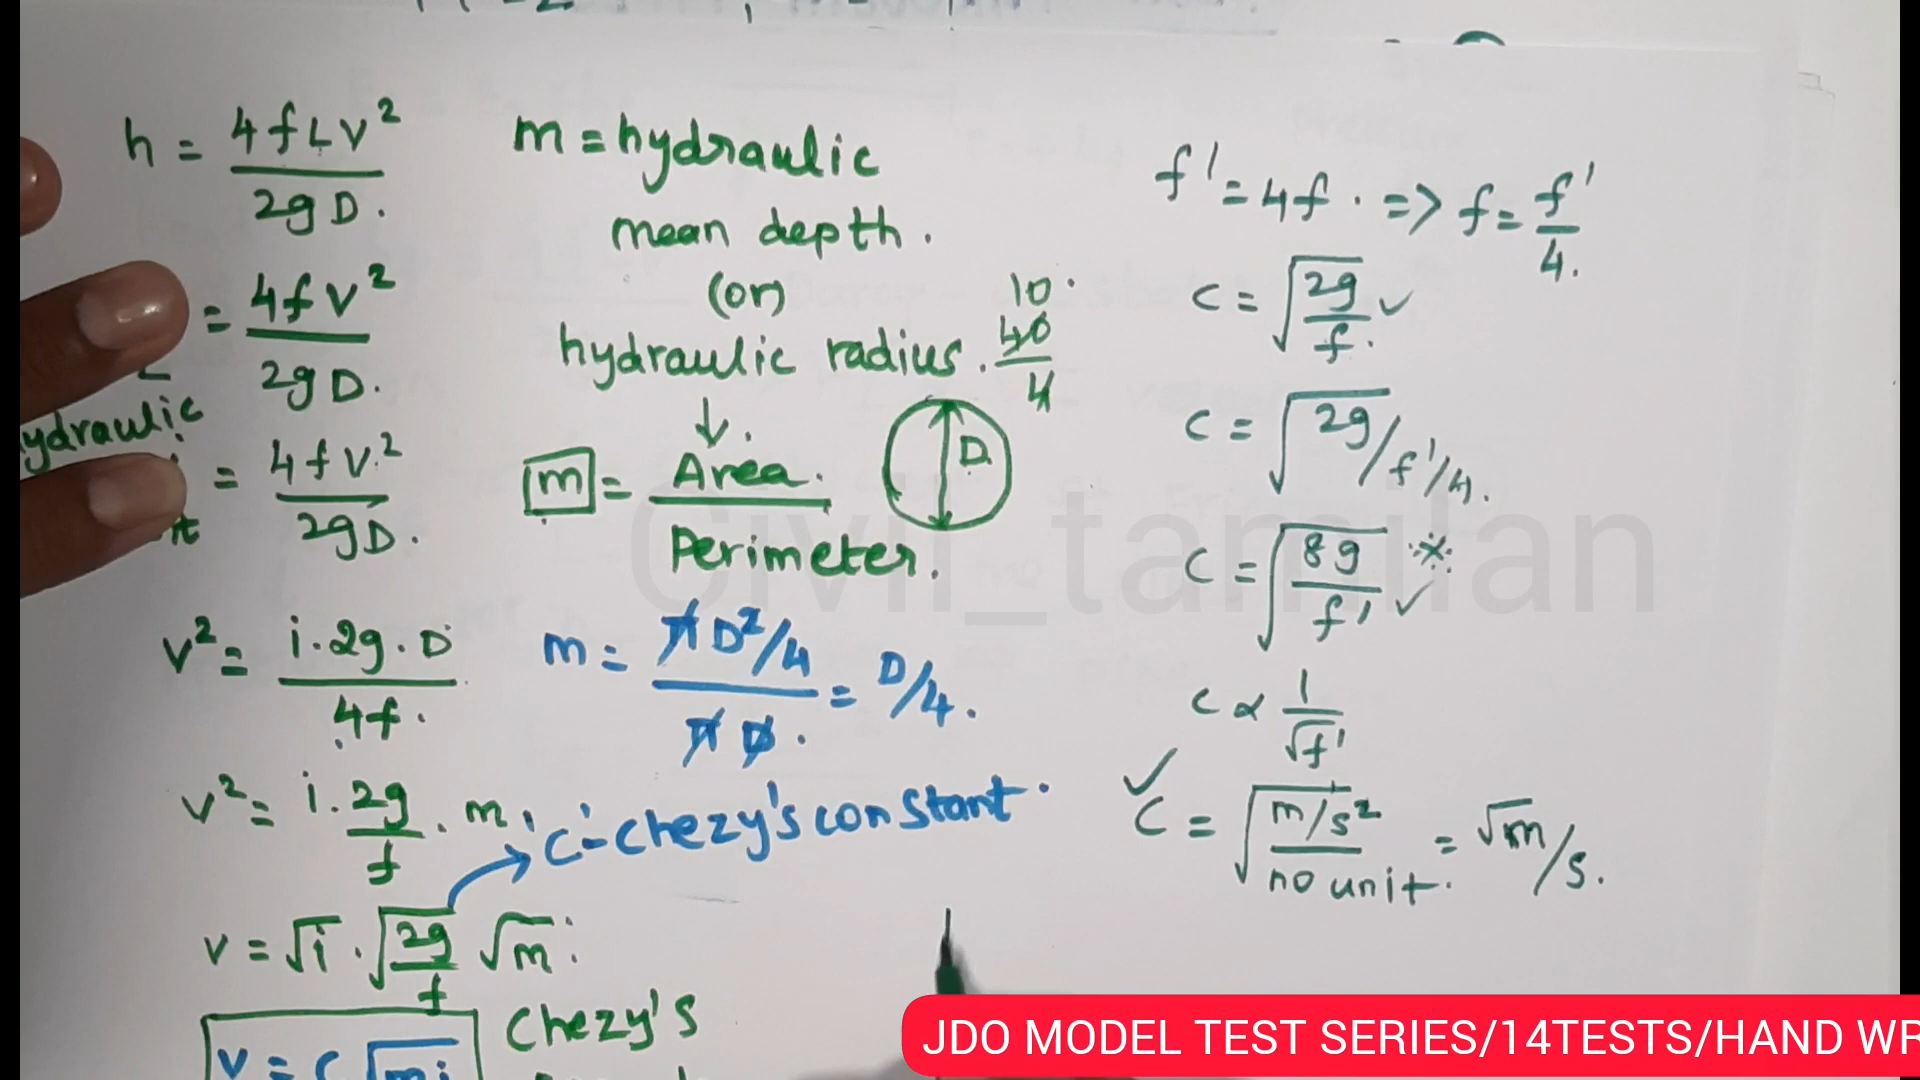 h = 4fLV²/2gD.
= 4fV²/2gD.
L
ydraulic
= 4fV²/2gD.
V² = i.2g.D/4f.
V² = i.2g/f.m.
V = √i.√2g/f √m.
V = C √mi
Chezy's
m = hydraulic
mean depth.
(or)
hydraulic radius.
10.
40/4
↓.
m = Area./Perimeter.
D.
m = πD²/4/πD. = D/4.
'C'-Chezy's constant.
f' = 4f. => f = f'/4.
C = √2g/f. ✓
C = √2g/f'/4.
C = √8g/f' ✓
C ∝ 1/√f'
✓
C = √m/s²/no unit. = √m/s.
Civil_tamilan
JDO MODEL TEST SERIES/14TESTS/HAND WR